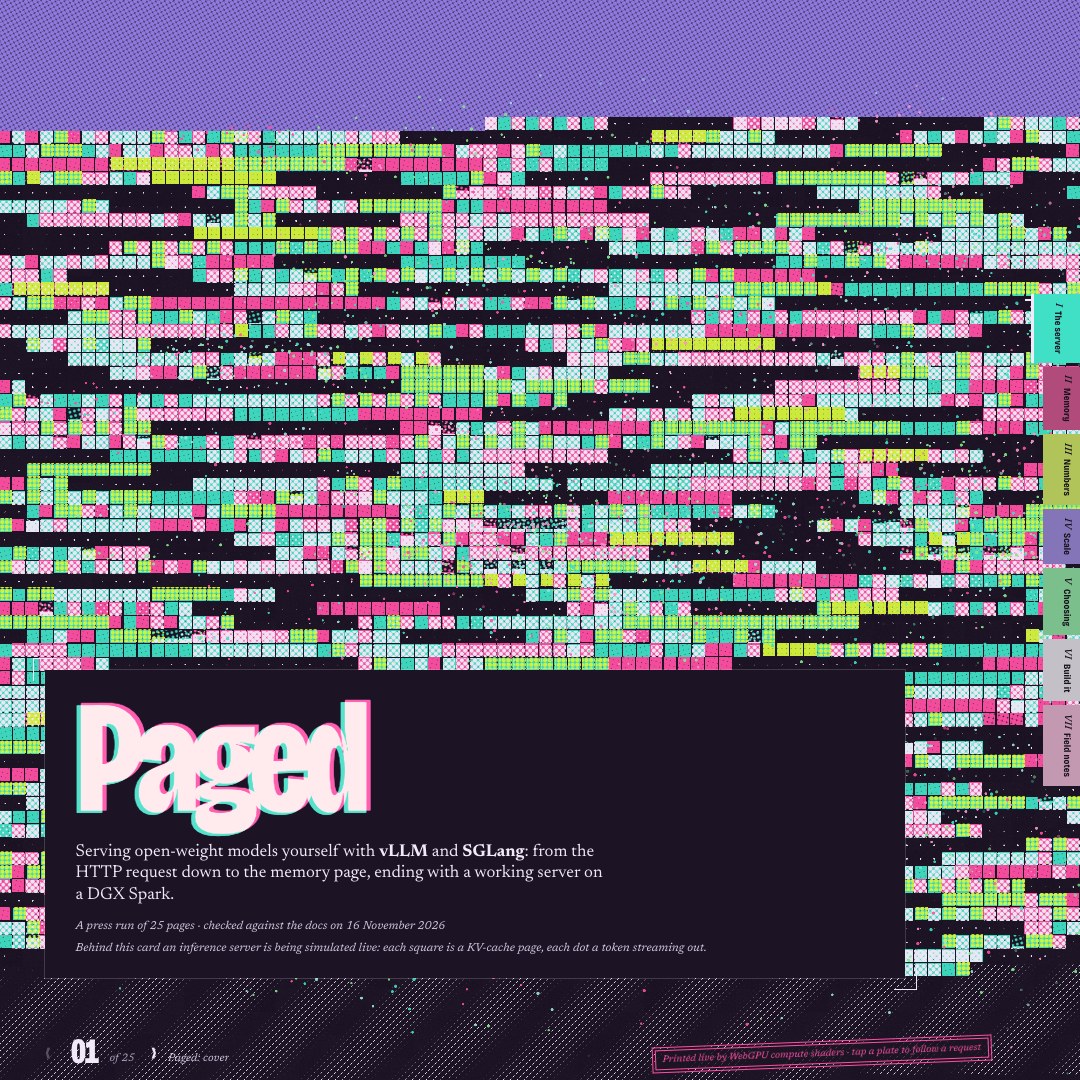 I The server
II Memory
III Numbers
IV Scale
V Choosing
VI Build it
VII Field notes
Paged
Serving open-weight models yourself with vLLM and SGLang: from the
HTTP request down to the memory page, ending with a working server on
a DGX Spark.
A press run of 25 pages · checked against the docs on 16 November 2026
Behind this card an inference server is being simulated live: each square is a KV-cache page, each dot a token streaming out.
01 of 25 Paged: cover
Printed live by WebGPU compute shaders · tap a plate to follow a request